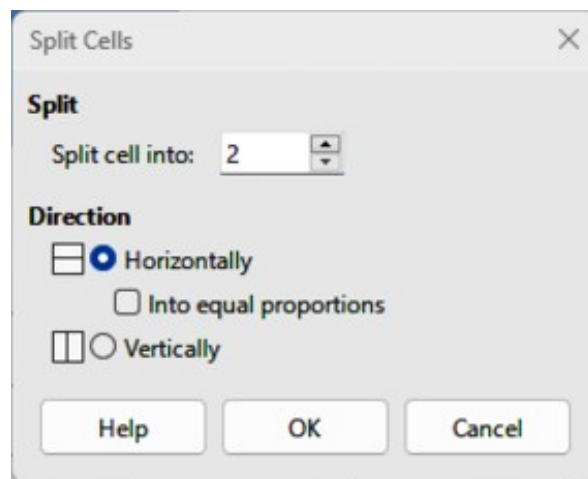 Split Cells
Split
Split cell into: 2
Direction
Horizontally
Into equal proportions
Vertically
Help OK Cancel